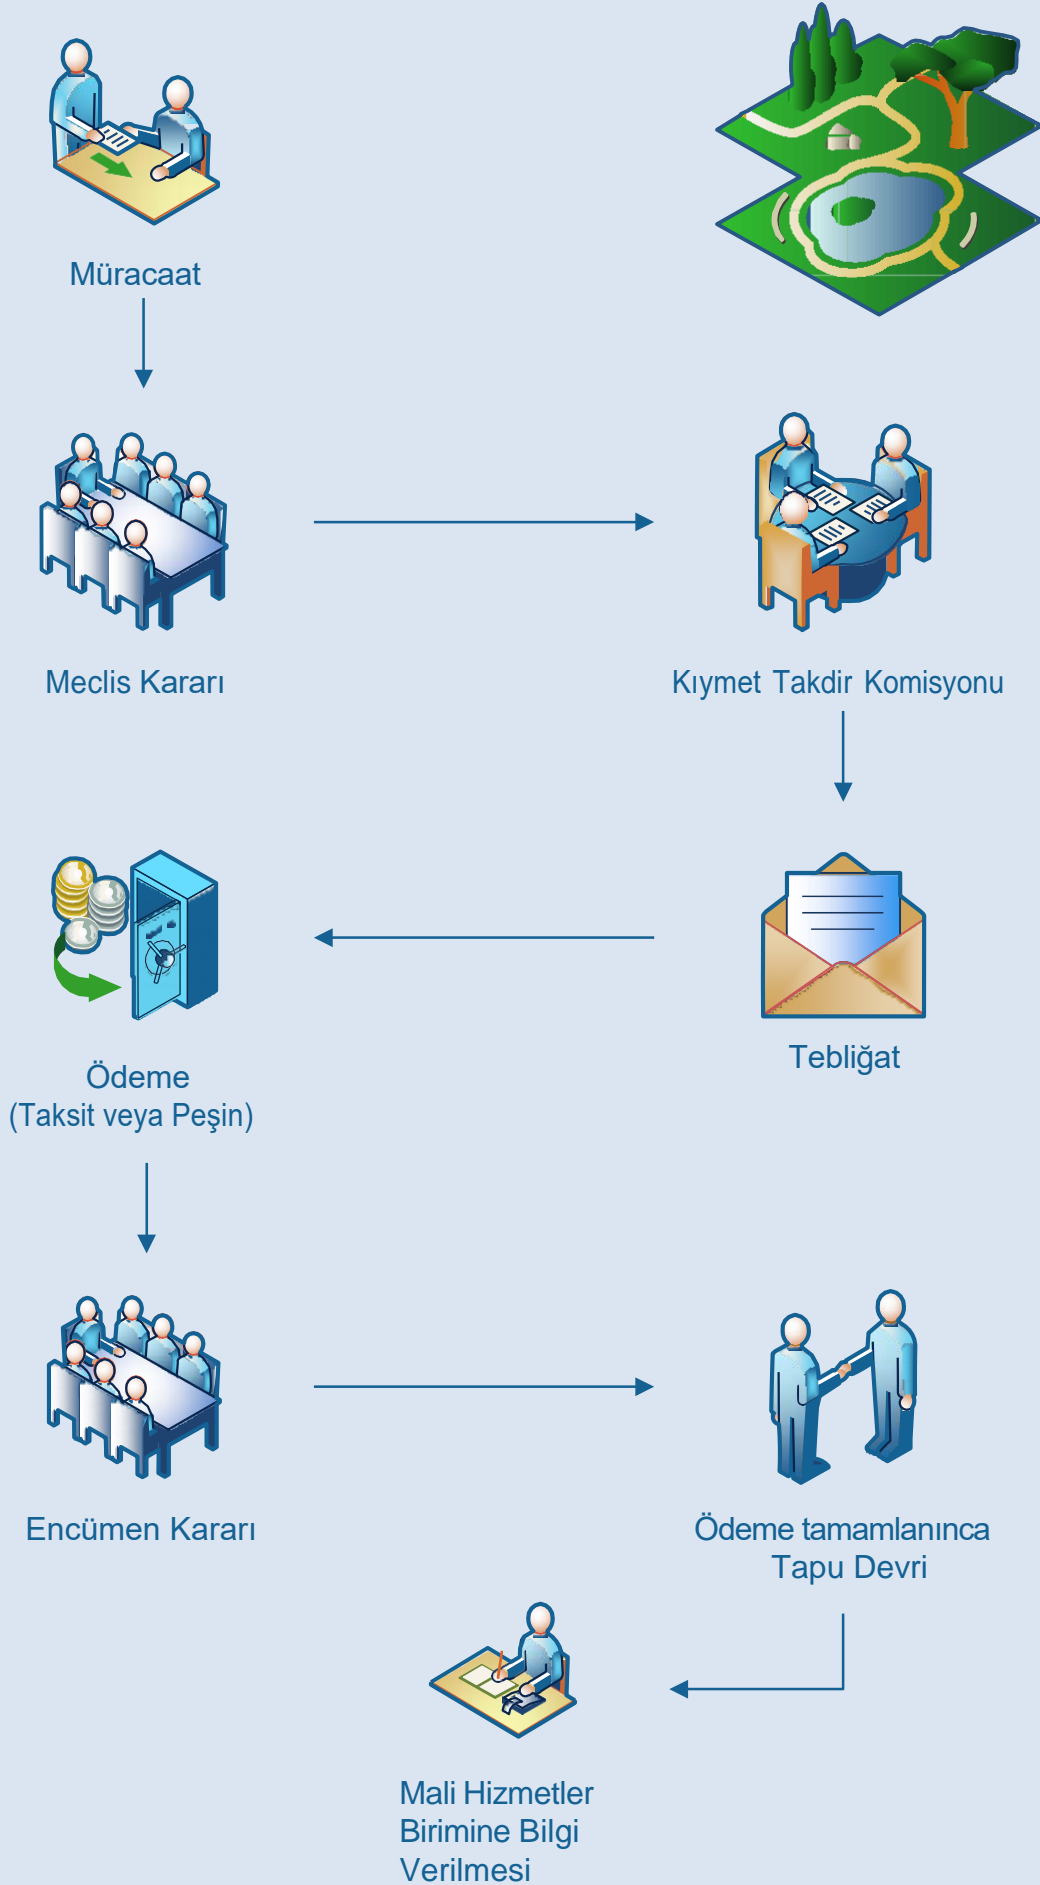 Müracaat
Meclis Kararı
Kıymet Takdir Komisyonu
Tebliğat
Ödeme
(Taksit veya Peşin)
Encümen Kararı
Ödeme tamamlanınca
Tapu Devri
Mali Hizmetler
Birimine Bilgi
Verilmesi